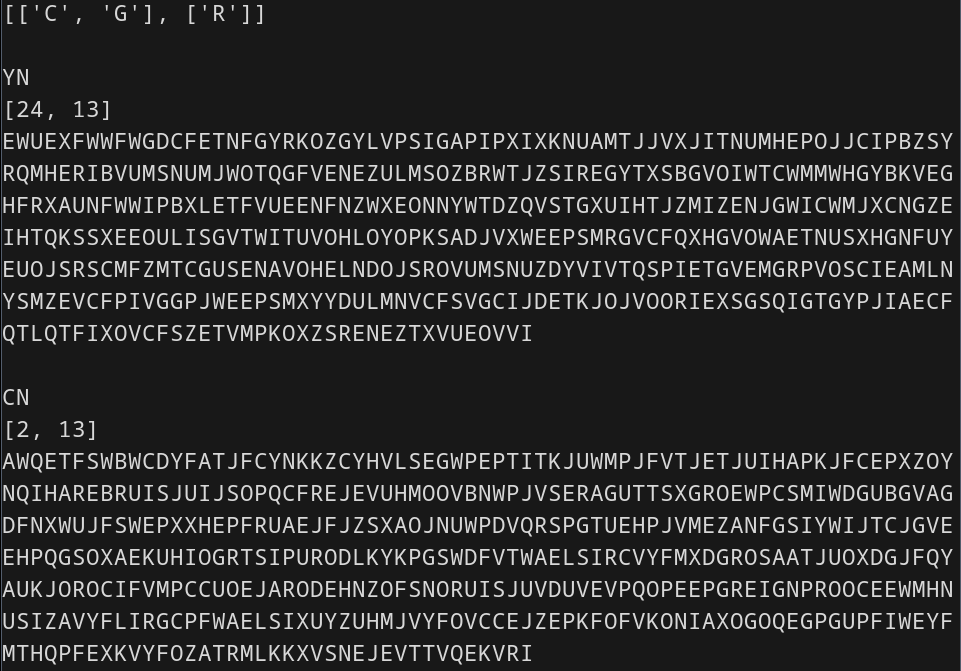 [['C', 'G'], ['R']]
YN
[24, 13]
EWUEXFWWFWGDCFETNFGYRKOZGYLVPSIGAPIPXIXKNUAMTJJVXJITNUMHEPOJJCIPBZSY
RQMHERIBVUMSNUMJWOTQGFVENEZULMSOZBRWTJZSIREGYTXSBGVOIWTCWMMWHGYBKVEG
HFRXAUNFWWIPBXLETFVUEENFNZWXEONNYWTDZQVSTGXUIHTJZMIZENJGWICWMJXCNGZE
IHTQKSSXEEOULISGVTWITUVOHLOYOPKSADJVXWEEPSMRGVCFQXHGVOWAETNUSXHGNFUY
EUOJSRSCMFZMTCGUSENAVOHELNDOJSROVUMSNUZDYVIVTQSPIETGVEMGRPVOSCIEAMLN
YSMZEVCFPIVGGPJWEEPSMXYYDULMNVCFSVGCIJDETKJOJVOORIEXSGSQIGTGYPJIAECF
QTLQTFIXOVCFSZETVMPKOXZSRENEZTXVUEOVVI
CN
[2, 13]
AWQETFSWBWCDYFATJFCYNKKZCYHVLSEGWPEPTITKJUWMPJFVTJETJUIHAPKJFCEPXZOY
NQIHAREBRUISJUIJSOPQCFREJEVUHMOOVBNWPJVSERAGUTTSXGROEWPCSMIWDGUBGVAG
DFNXWUJFSWEPXXHEPFRUAEJFJZSXAOJNUWPDVQRSPGTUEHPJVMEZANFGSIYWIJTCJGVE
EHPQGSOXAEKUHIOGRTSIPURODLKYKPGSWDFVTWAELSIRCVYFMXDGROSAATJUOXDGJFQY
AUKJOROCIFVMPCCUOEJARODEHNZOFSNORUISJUVDUVEVPQOPEEPGREIGNPROOCEEWMHN
USIZAVYFLIRGCPFWAELSIXUYZUHMJVYFOVCCEJZEPKFOFVKONIAXOGOQEGPGUPFIWEYF
MTHQPFEXKVYFOZATRMLKKXVSNEJEVTTVQEKVRI